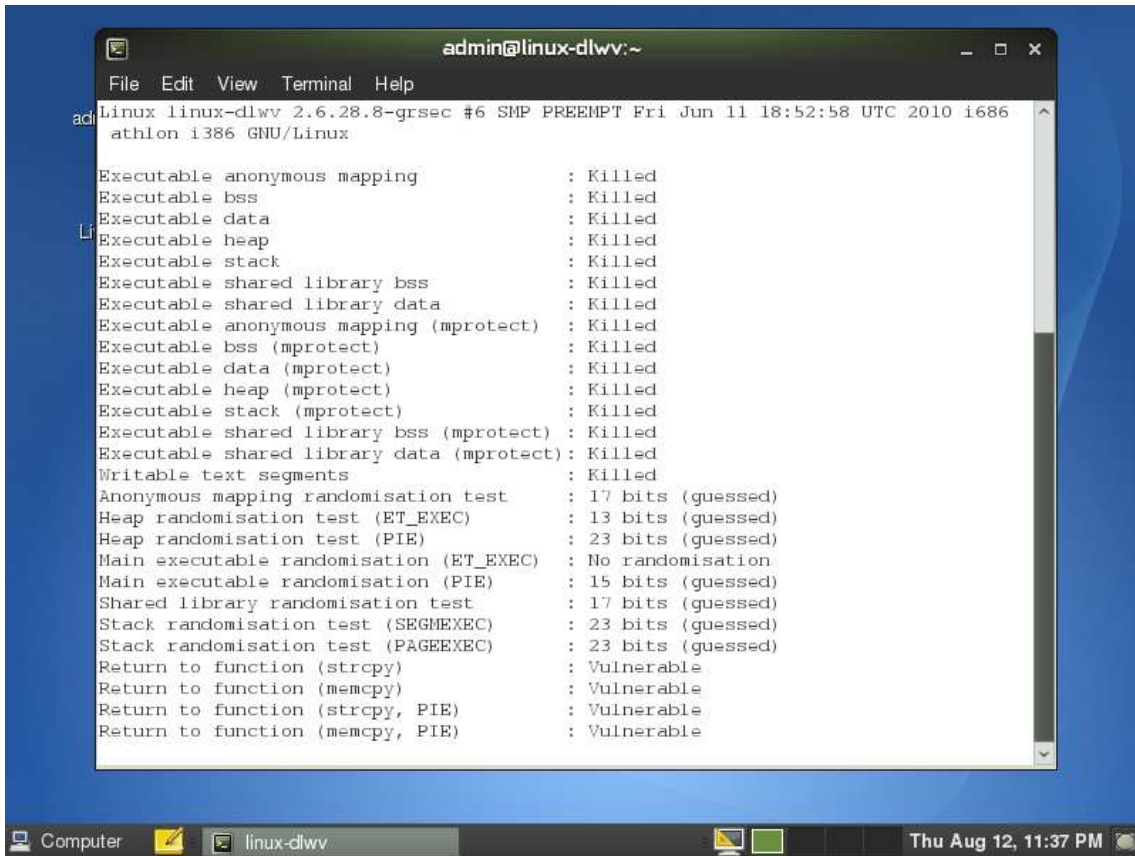 admin@linux-dlwv:~
File Edit View Terminal Help
adi
Li
Linux linux-dlwv 2.6.28.8-grsec #6 SMP PREEMPT Fri Jun 11 18:52:58 UTC 2010 i686
athlon i386 GNU/Linux
Executable anonymous mapping : Killed
Executable bss : Killed
Executable data : Killed
Executable heap : Killed
Executable stack : Killed
Executable shared library bss : Killed
Executable shared library data : Killed
Executable anonymous mapping (mprotect) : Killed
Executable bss (mprotect) : Killed
Executable data (mprotect) : Killed
Executable heap (mprotect) : Killed
Executable stack (mprotect) : Killed
Executable shared library bss (mprotect) : Killed
Executable shared library data (mprotect): Killed
Writable text segments : Killed
Anonymous mapping randomisation test : 17 bits (guessed)
Heap randomisation test (ET_EXEC) : 13 bits (guessed)
Heap randomisation test (PIE) : 23 bits (guessed)
Main executable randomisation (ET_EXEC) : No randomisation
Main executable randomisation (PIE) : 15 bits (guessed)
Shared library randomisation test : 17 bits (guessed)
Stack randomisation test (SEGMEXEC) : 23 bits (guessed)
Stack randomisation test (PAGEEXEC) : 23 bits (guessed)
Return to function (strcpy) : Vulnerable
Return to function (memcpy) : Vulnerable
Return to function (strcpy, PIE) : Vulnerable
Return to function (memcpy, PIE) : Vulnerable
Computer linux-dlwv Thu Aug 12, 11:37 PM